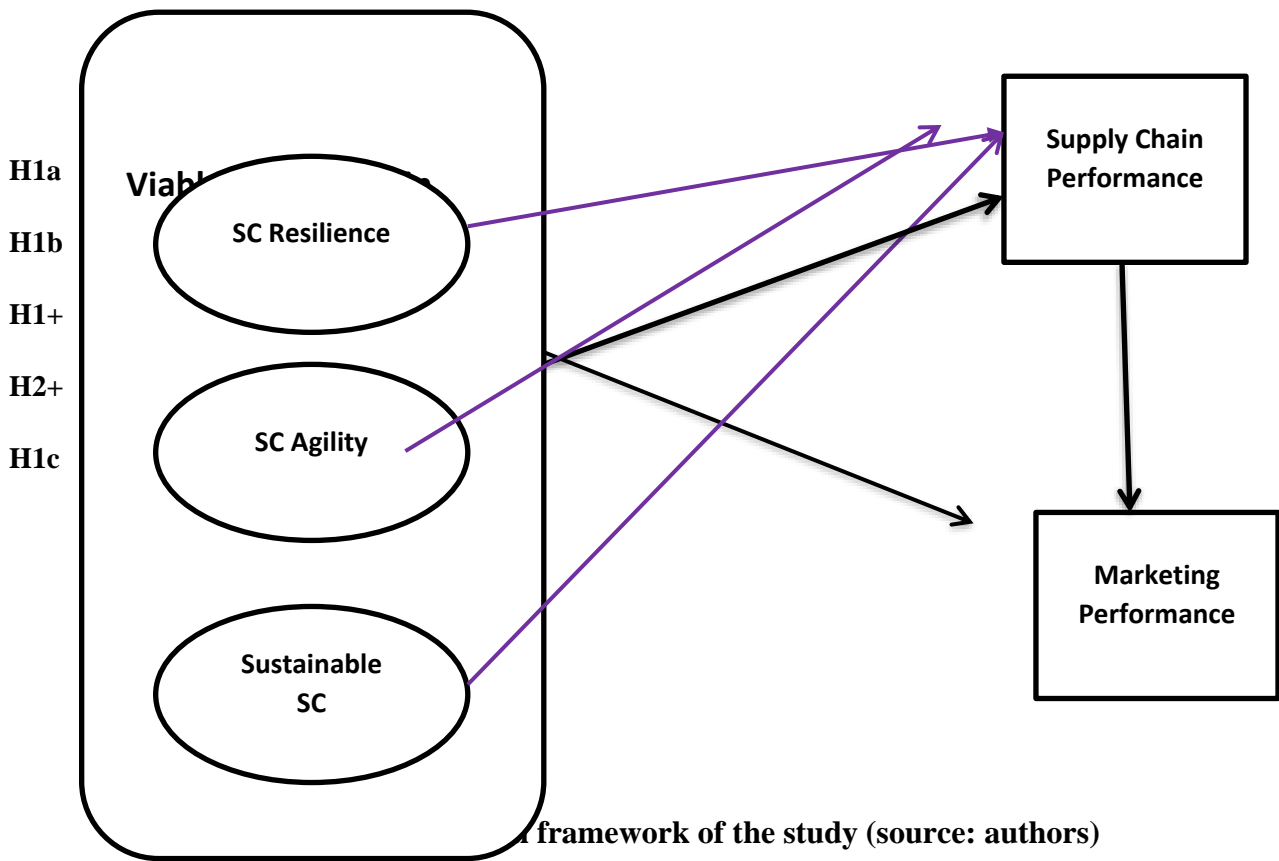 H1a
H1b
H1+
H2+
H1c
SC Resilience
SC Agility
Sustainable
SC
Supply Chain
Performance
Marketing
Performance
framework of the study (source: authors)